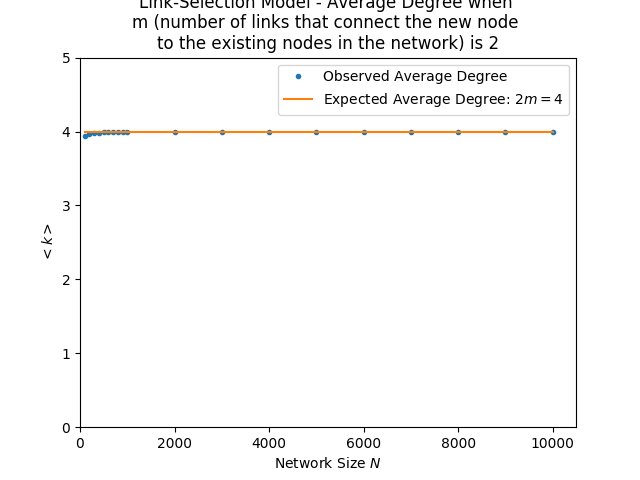 Link-Selection Model - Average Degree when
m (number of links that connect the new node
to the existing nodes in the network) is 2
5
4
3
2
1
0
<k>
Observed Average Degree
Expected Average Degree: 2m = 4
0 2000 4000 6000 8000 10000
Network Size N